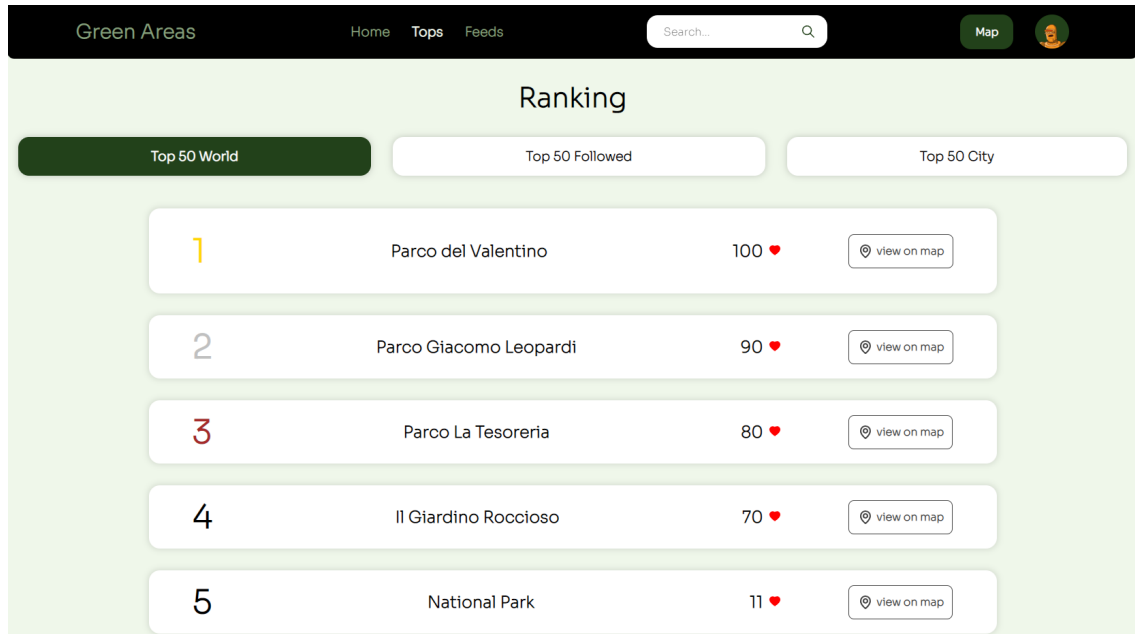 Green Areas Home Tops Feeds Search... Map
Ranking
Top 50 World Top 50 Followed Top 50 City
1 Parco del Valentino 100 view on map
2 Parco Giacomo Leopardi 90 view on map
3 Parco La Tesoreria 80 view on map
4 Il Giardino Roccioso 70 view on map
5 National Park 11 view on map